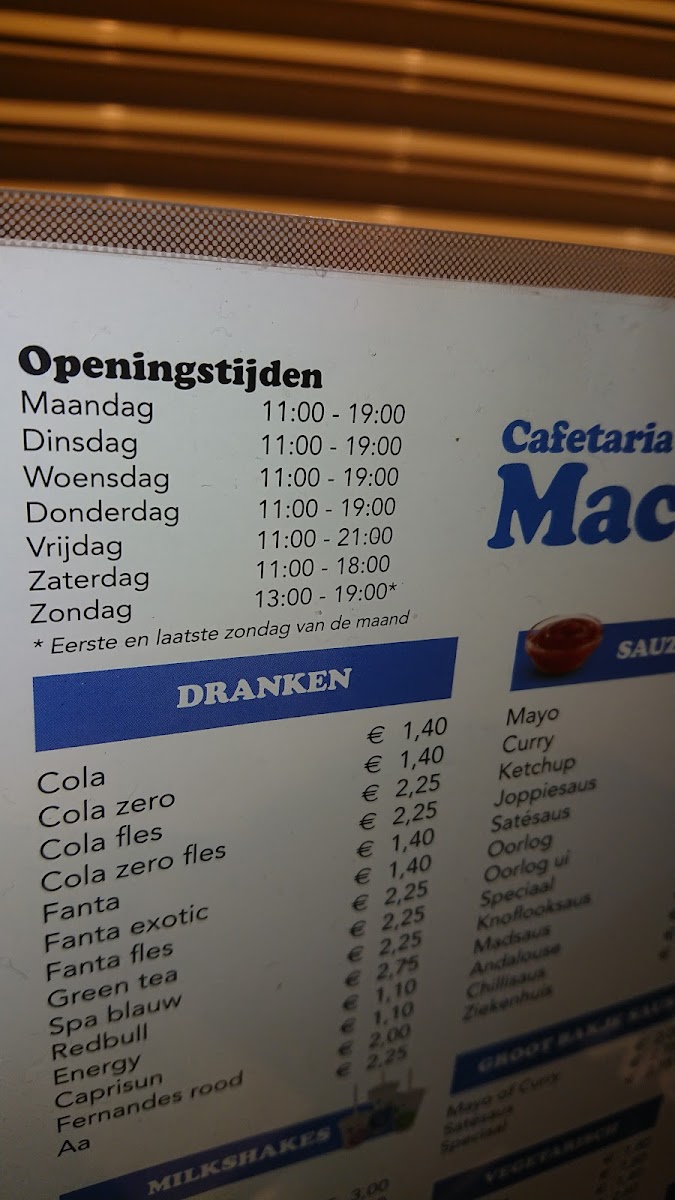 Openingstijden
Maandag 11:00 - 19:00
Dinsdag 11:00 - 19:00
Woensdag 11:00 - 19:00
Donderdag 11:00 - 19:00
Vrijdag 11:00 - 21:00
Zaterdag 11:00 - 18:00
Zondag 13:00 - 19:00*
* Eerste en laatste zondag van de maand
DRANKEN
Cola € 1,40
Cola zero € 1,40
Cola fles € 2,25
Cola zero fles € 2,25
Fanta € 1,40
Fanta exotic € 1,40
Fanta fles € 2,25
Green tea € 2,25
Spa blauw € 2,25
Redbull € 2,75
Energy € 1,10
Caprisun € 1,10
Fernandes rood € 2,00
Aa € 2,25
MILKSHAKES
3,00
Cafetaria
Mac
SAUZ
Mayo
Curry
Ketchup
Joppiesaus
Satésaus
Oorlog
Oorlog ui
Speciaal
Knoflooksaus
Madsaus
Andalouse
Chillisaus
Ziekenhuis
GROOT BAKJE SAUS
Mayo of Curry
Satésaus
Speciaal
VEGETARISCH